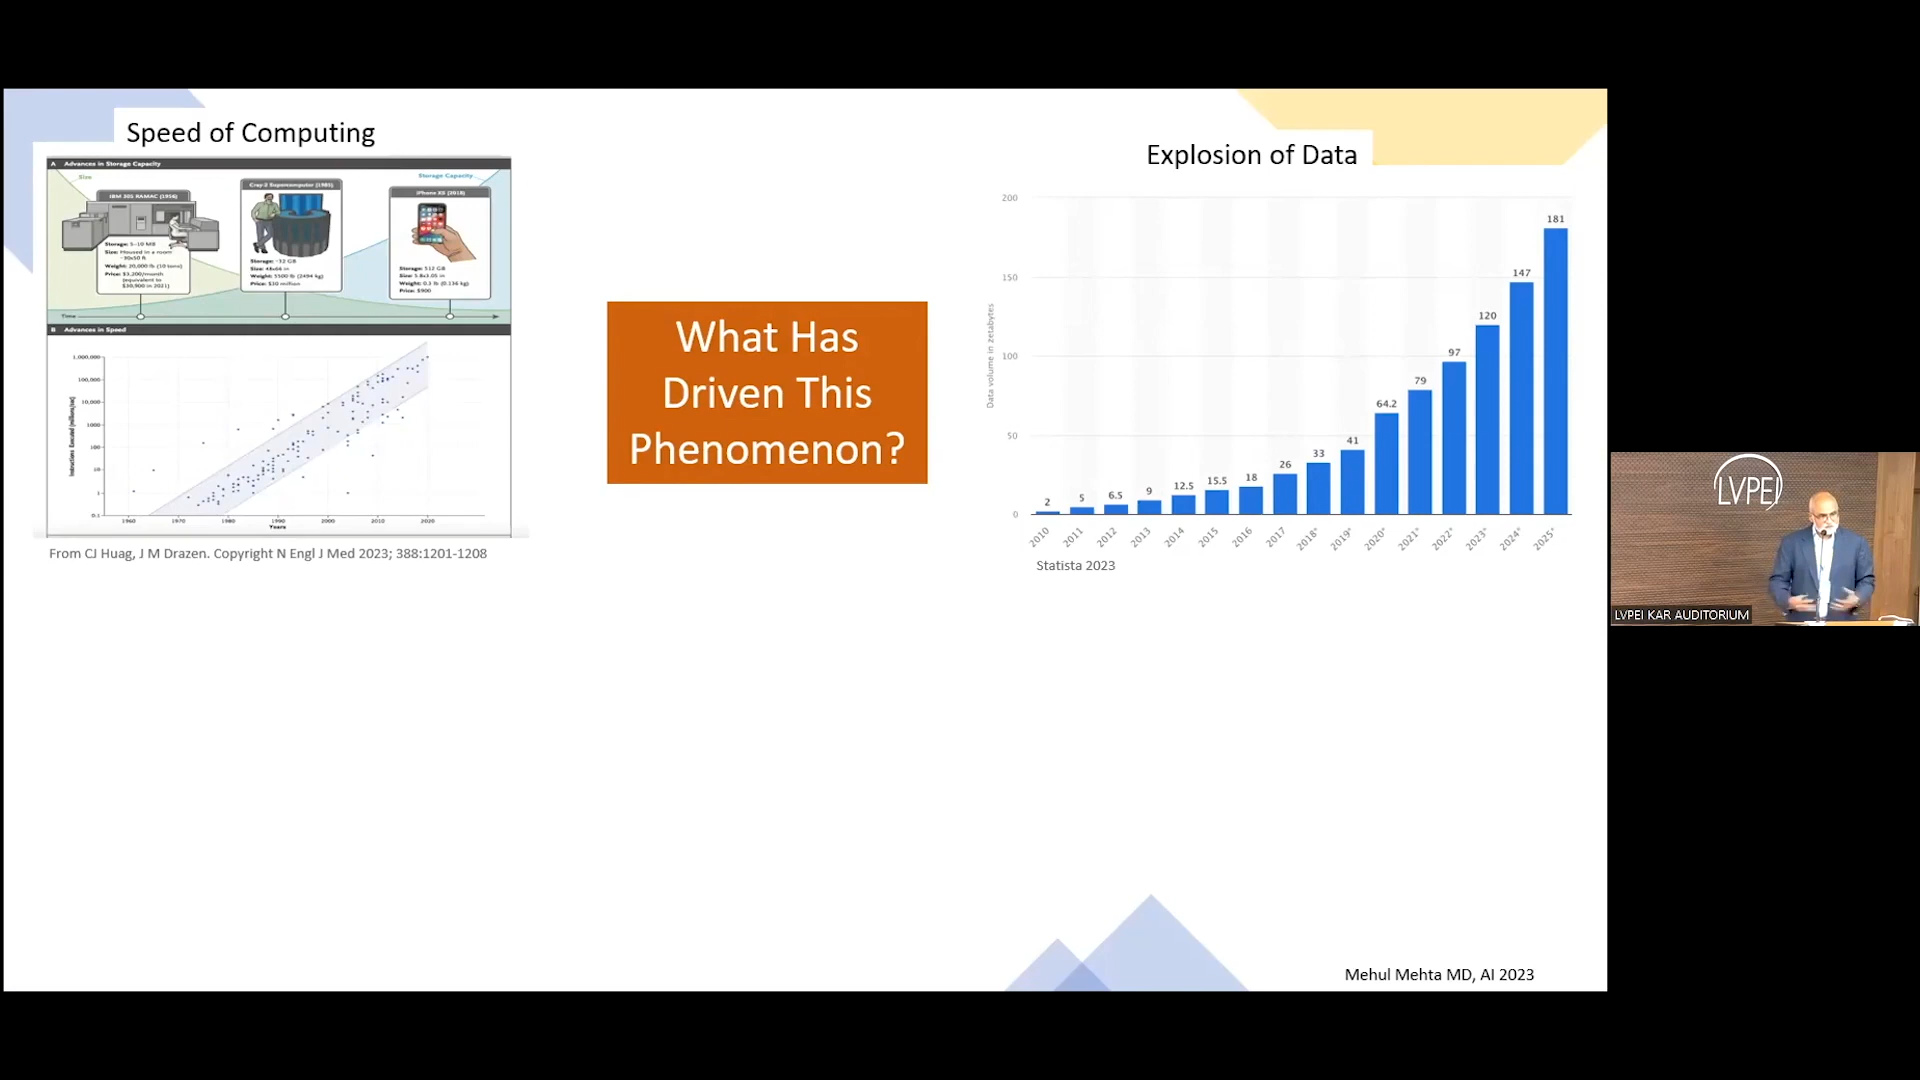 Speed of Computing
A Advances in Storage Capacity
Size
Storage Capacity
IBM 305 RAMAC (1956)
Storage: 5–10 MB
Size: Housed in a room
~30x50 ft
Weight: 20,000 lb (10 tons)
Price: $3,200/month
(equivalent to
$30,900 in 2021)
Cray-2 Supercomputer (1985)
Storage: ~32 GB
Size: 48x66 in
Weight: 5500 lb (2494 kg)
Price: $30 million
iPhone XS (2018)
Storage: 512 GB
Size: 5.8x3.05 in
Weight: 0.3 lb (0.136 kg)
Price: $900
Time
B Advances in Speed
Instructions Executed (millions/sec)
1,000,000
100,000
10,000
1000
100
10
1
0.1
1960 1970 1980 1990 2000 2010 2020
Years
From CJ Huag, J M Drazen. Copyright N Engl J Med 2023; 388:1201-1208
What Has
Driven This
Phenomenon?
Explosion of Data
Data volume in zetabytes
200
150
100
50
0
2 5 6.5 9 12.5 15.5 18 26 33 41 64.2 79 97 120 147 181
2010 2011 2012 2013 2014 2015 2016 2017 2018* 2019* 2020* 2021* 2022* 2023* 2024* 2025*
Statista 2023
Mehul Mehta MD, AI 2023
LVPEI
LVPEI KAR AUDITORIUM